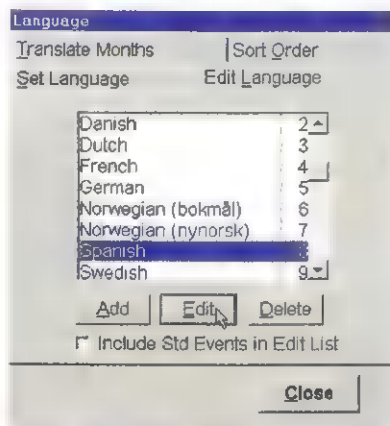 Language
Translate Months Sort Order
Set Language Edit Language
Danish 2
Dutch 3
French 4
German 5
Norwegian (bokmål) 6
Norwegian (nynorsk) 7
Spanish
Swedish 9
Add Edit Delete
Include Std Events in Edit List
Close